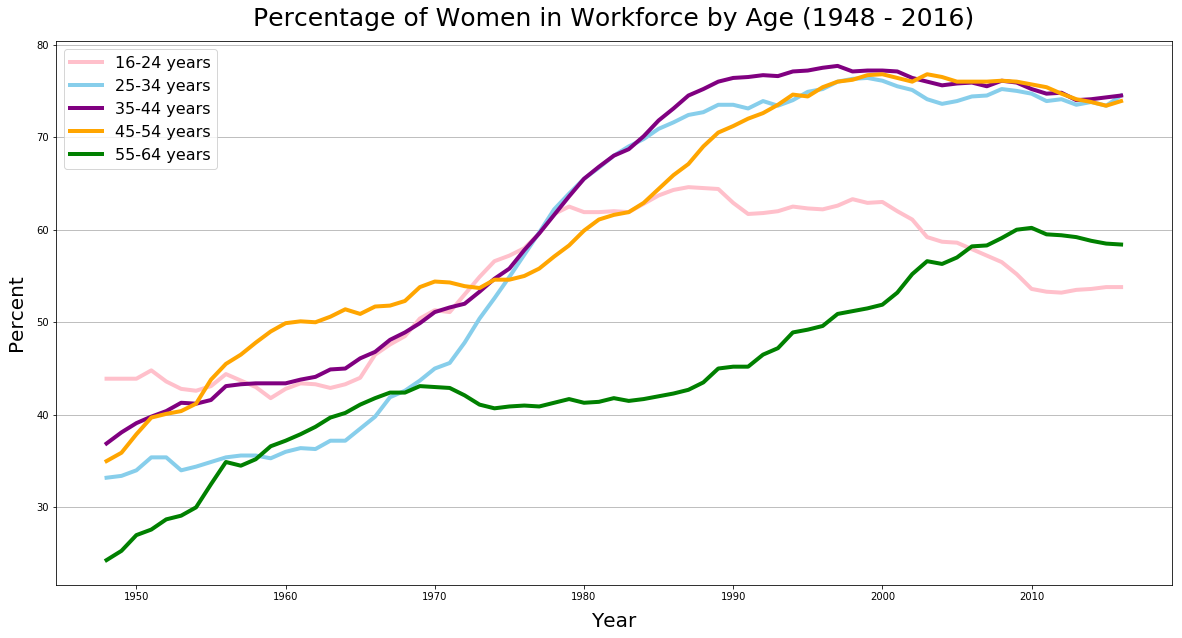 Percentage of Women in Workforce by Age (1948 - 2016)
80
70
60
50
40
30
Percent
16-24 years
25-34 years
35-44 years
45-54 years
55-64 years
1950
1960
1970
1980
1990
2000
2010
Year